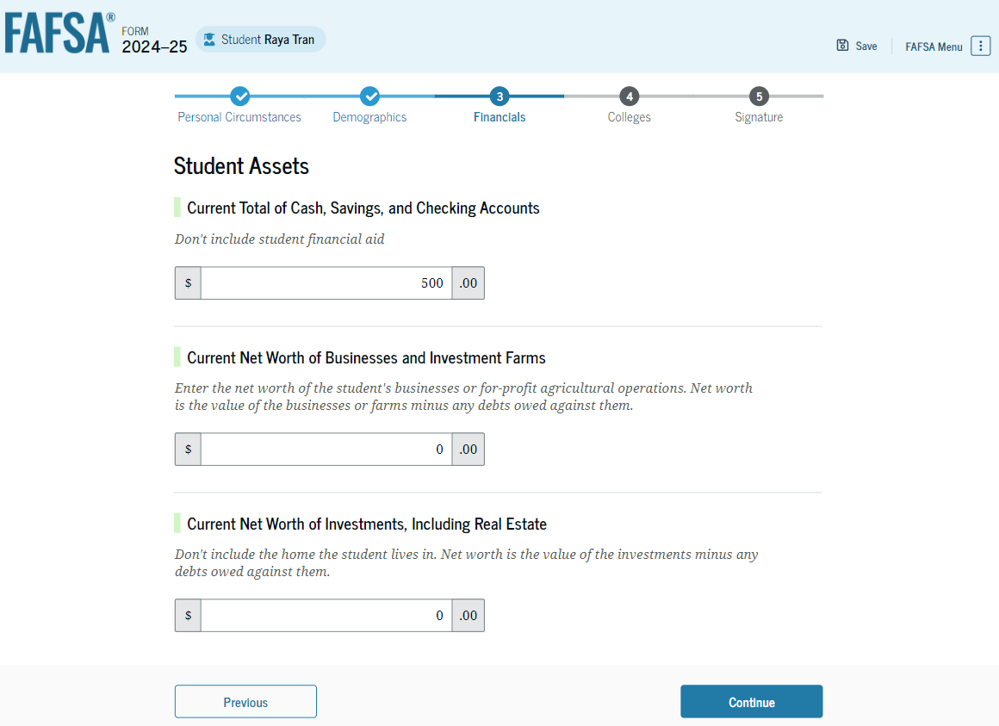 FAFSA®
FORM
2024–25
Student Raya Tran
Save
FAFSA Menu
3
4
5
Personal Circumstances
Demographics
Financials
Colleges
Signature
Student Assets
Current Total of Cash, Savings, and Checking Accounts
Don't include student financial aid
$ 500 .00
Current Net Worth of Businesses and Investment Farms
Enter the net worth of the student's businesses or for-profit agricultural operations. Net worth
is the value of the businesses or farms minus any debts owed against them.
$ 0 .00
Current Net Worth of Investments, Including Real Estate
Don't include the home the student lives in. Net worth is the value of the investments minus any
debts owed against them.
$ 0 .00
Previous
Continue